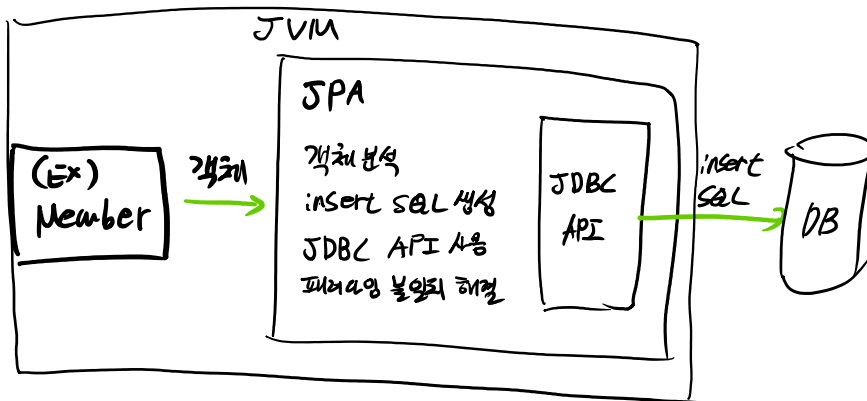 JVM
JPA
(Ex)
Member
객체
객체 분석
insert SQL 생성
JDBC API 사용
패러다임 불일치 해결
JDBC
API
insert
SQL
DB